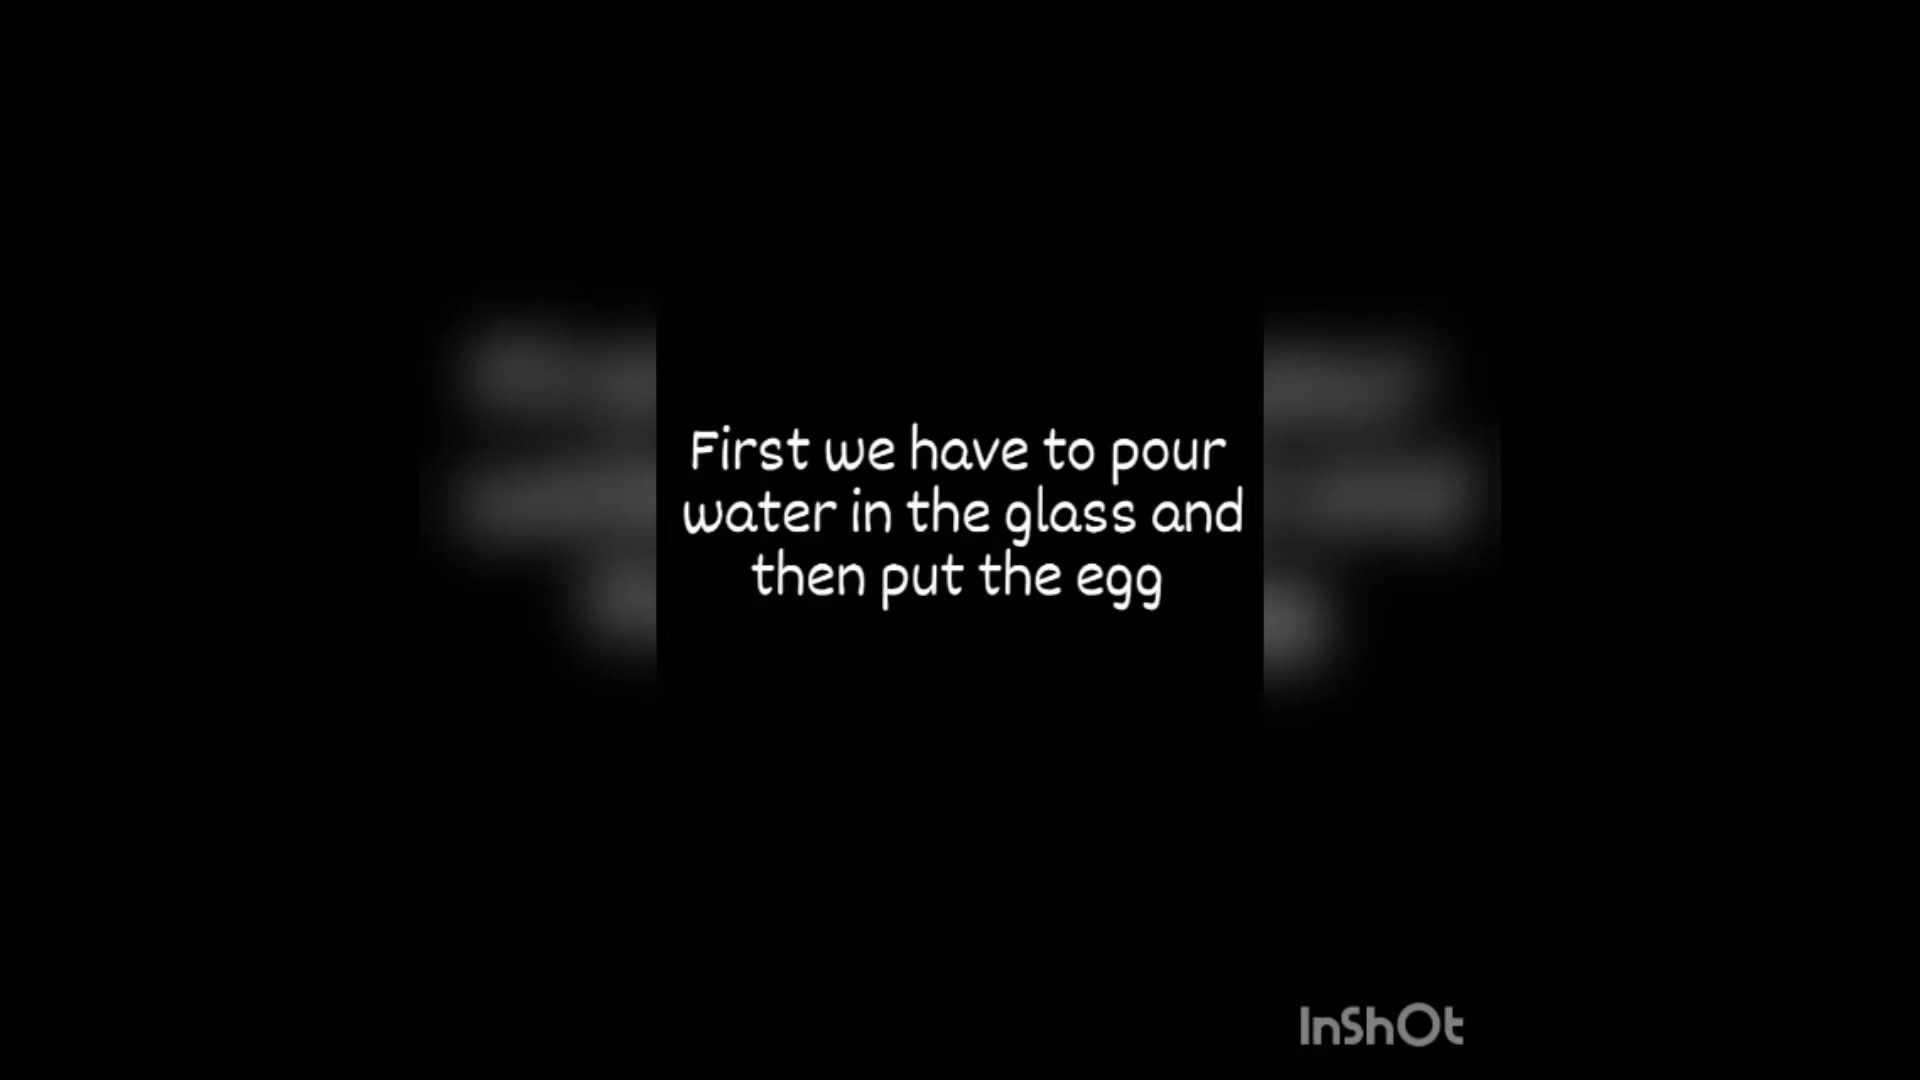 First we have to pour
water in the glass and
then put the egg
InShOt